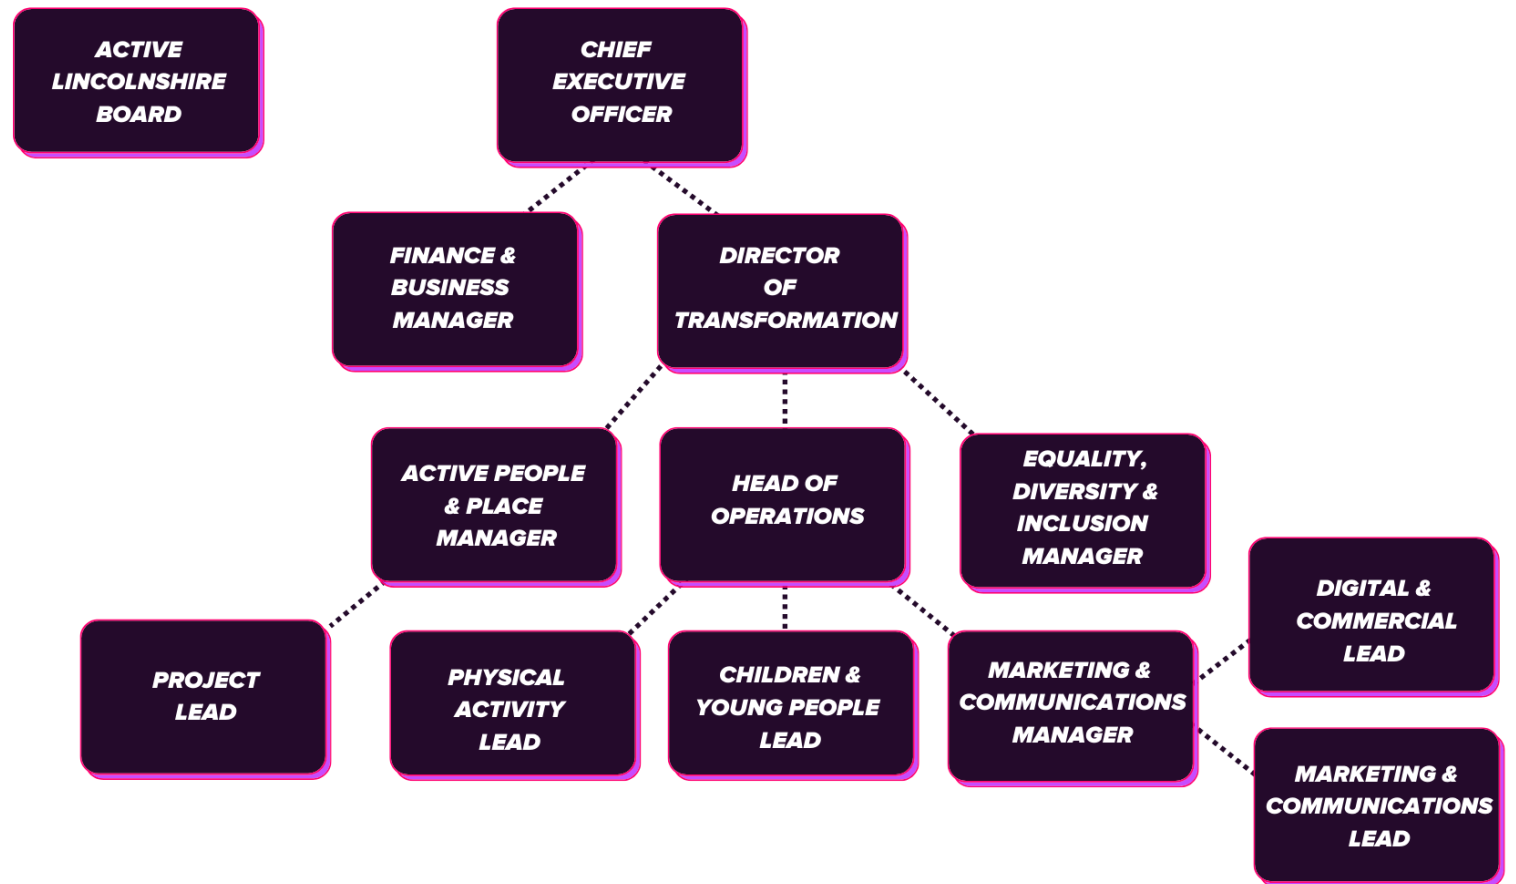 ACTIVE
LINCOLNSHIRE
BOARD
CHIEF
EXECUTIVE
OFFICER
FINANCE &
BUSINESS
MANAGER
DIRECTOR
OF
TRANSFORMATION
ACTIVE PEOPLE
& PLACE
MANAGER
HEAD OF
OPERATIONS
EQUALITY,
DIVERSITY &
INCLUSION
MANAGER
PROJECT
LEAD
PHYSICAL
ACTIVITY
LEAD
CHILDREN &
YOUNG PEOPLE
LEAD
MARKETING &
COMMUNICATIONS
MANAGER
DIGITAL &
COMMERCIAL
LEAD
MARKETING &
COMMUNICATIONS
LEAD